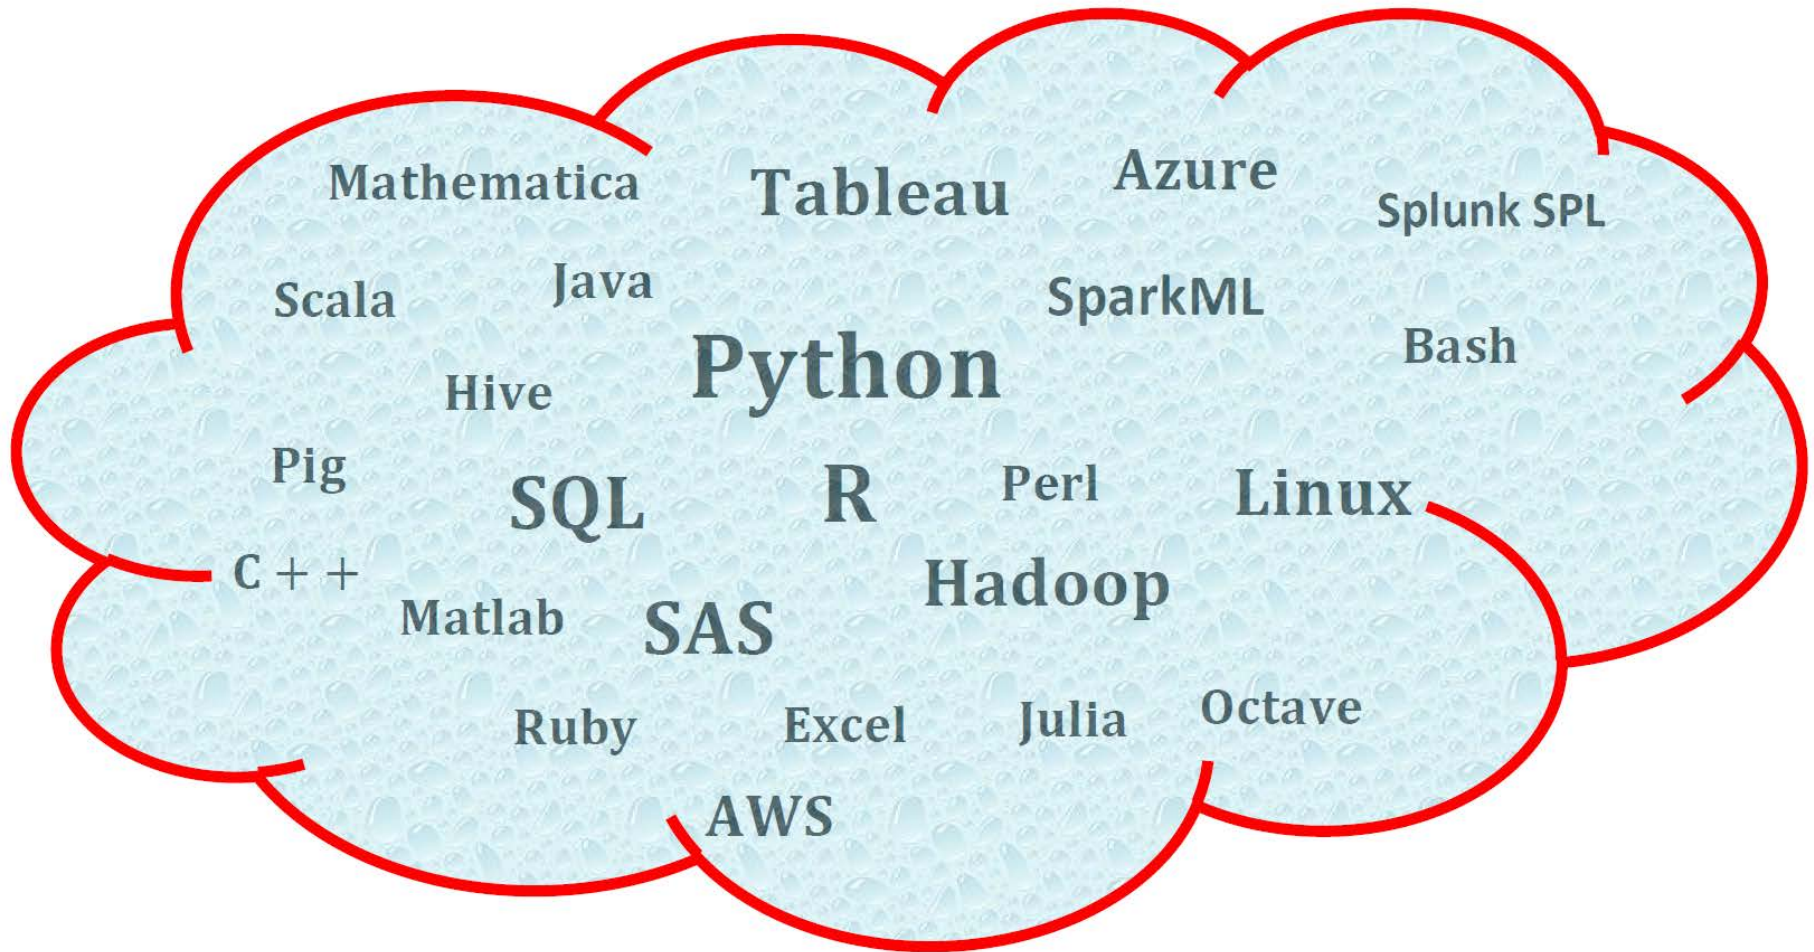 Mathematica
Tableau
Azure
Splunk SPL
Scala
Java
SparkML
Python
Bash
Hive
Pig
SQL
R
Perl
Linux
C + +
Matlab
SAS
Hadoop
Ruby
Excel
Julia
Octave
AWS